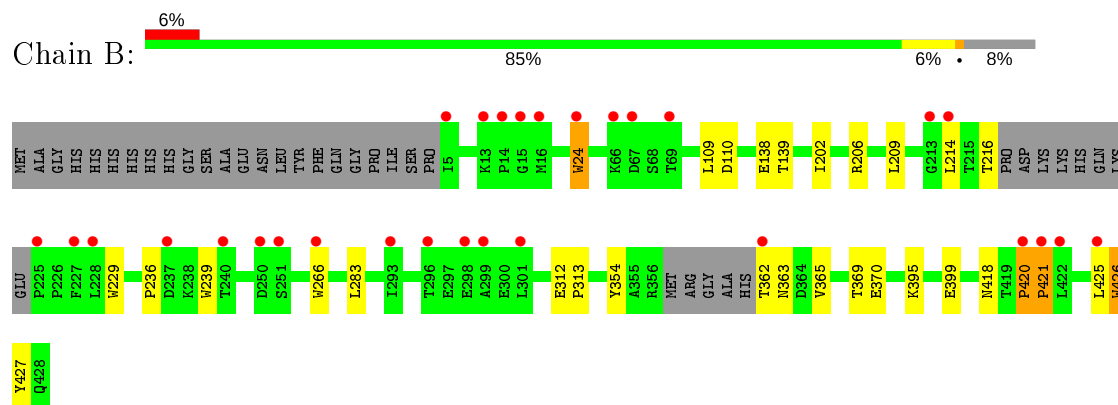 6%
Chain B:
85% 6% • 8%
MET ALA GLY HIS HIS HIS HIS HIS HIS GLY SER ALA GLU ASN LEU TYR PHE GLN GLY PRO ILE SER PRO I5 K13 P14 G15 M16 W24 K66 D67 S68 T69 L109 D110 E138 T139 I202 R206 L209 G213 L214 T215 T216 PRO ASP LYS LYS HIS GLN LYS
GLU P225 P226 F227 L228 W229 P236 D237 K238 W239 T240 D250 S251 W266 L283 I293 T296 E297 E298 A299 E300 L301 E312 P313 Y354 A355 R356 MET ARG GLY ALA HIS T362 N363 D364 V365 T369 E370 K395 E399 N418 T419 P420 P421 L422 L425 W426
Y427 Q428